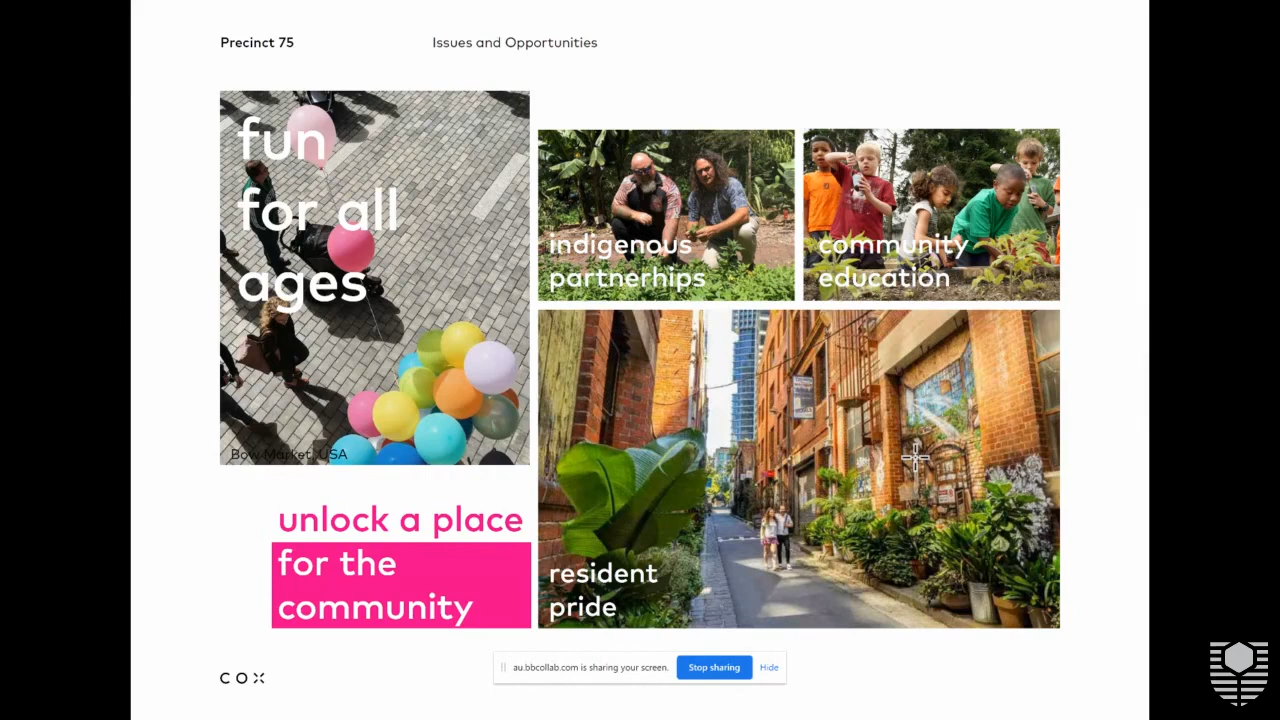 Precinct 75
Issues and Opportunities
fun
for all
ages
Bow Market, USA
indigenous
partnerhips
community
education
unlock a place
for the
community
resident
pride
COX
au.bbcollab.com is sharing your screen.
Stop sharing
Hide